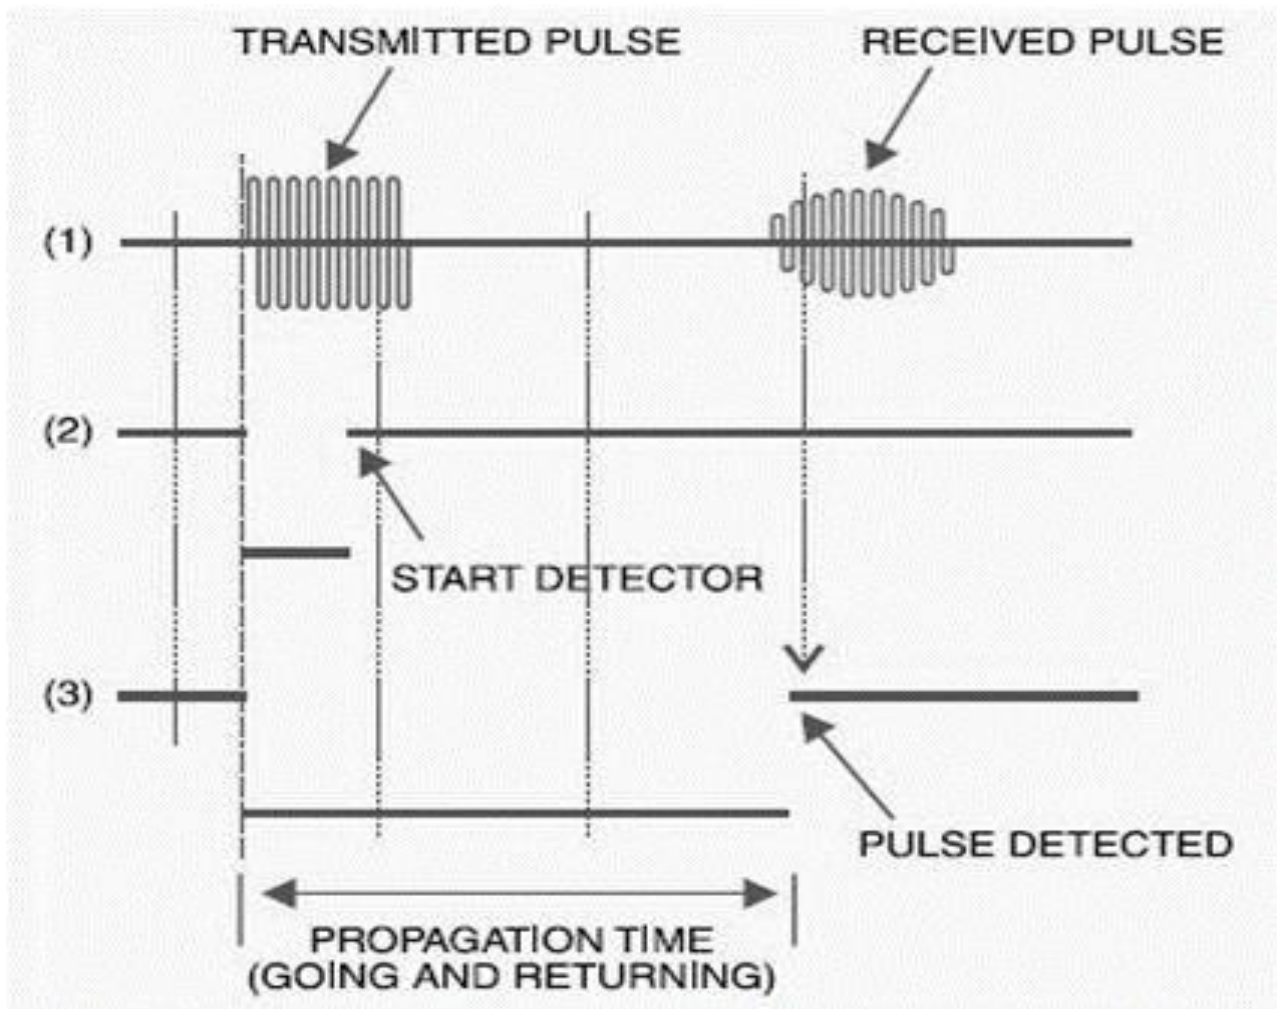 TRANSMITTED PULSE
RECEIVED PULSE
(1)
(2)
START DETECTOR
(3)
PULSE DETECTED
PROPAGATION TIME
(GOING AND RETURNING)